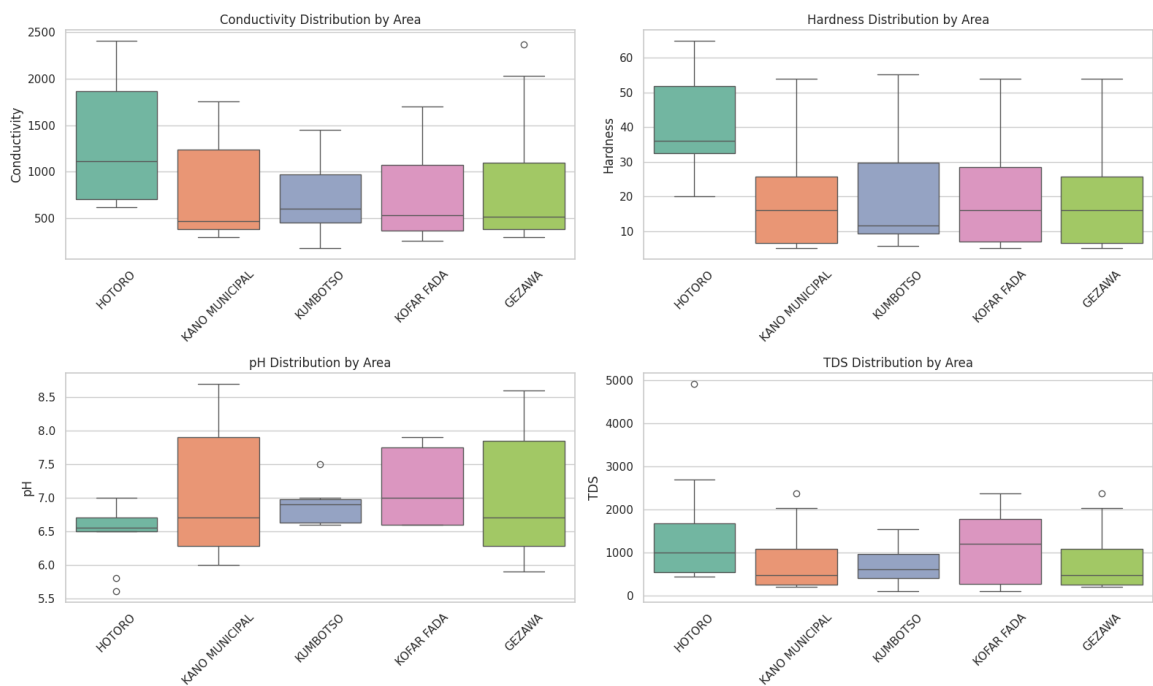 Conductivity Distribution by Area
Conductivity
2500
2000
1500
1000
500
HOTORO
KANO MUNICIPAL
KUMBOTSO
KOFAR FADA
GEZAWA
Hardness Distribution by Area
Hardness
60
50
40
30
20
10
HOTORO
KANO MUNICIPAL
KUMBOTSO
KOFAR FADA
GEZAWA
pH Distribution by Area
pH
8.5
8.0
7.5
7.0
6.5
6.0
5.5
HOTORO
KANO MUNICIPAL
KUMBOTSO
KOFAR FADA
GEZAWA
TDS Distribution by Area
TDS
5000
4000
3000
2000
1000
0
HOTORO
KANO MUNICIPAL
KUMBOTSO
KOFAR FADA
GEZAWA